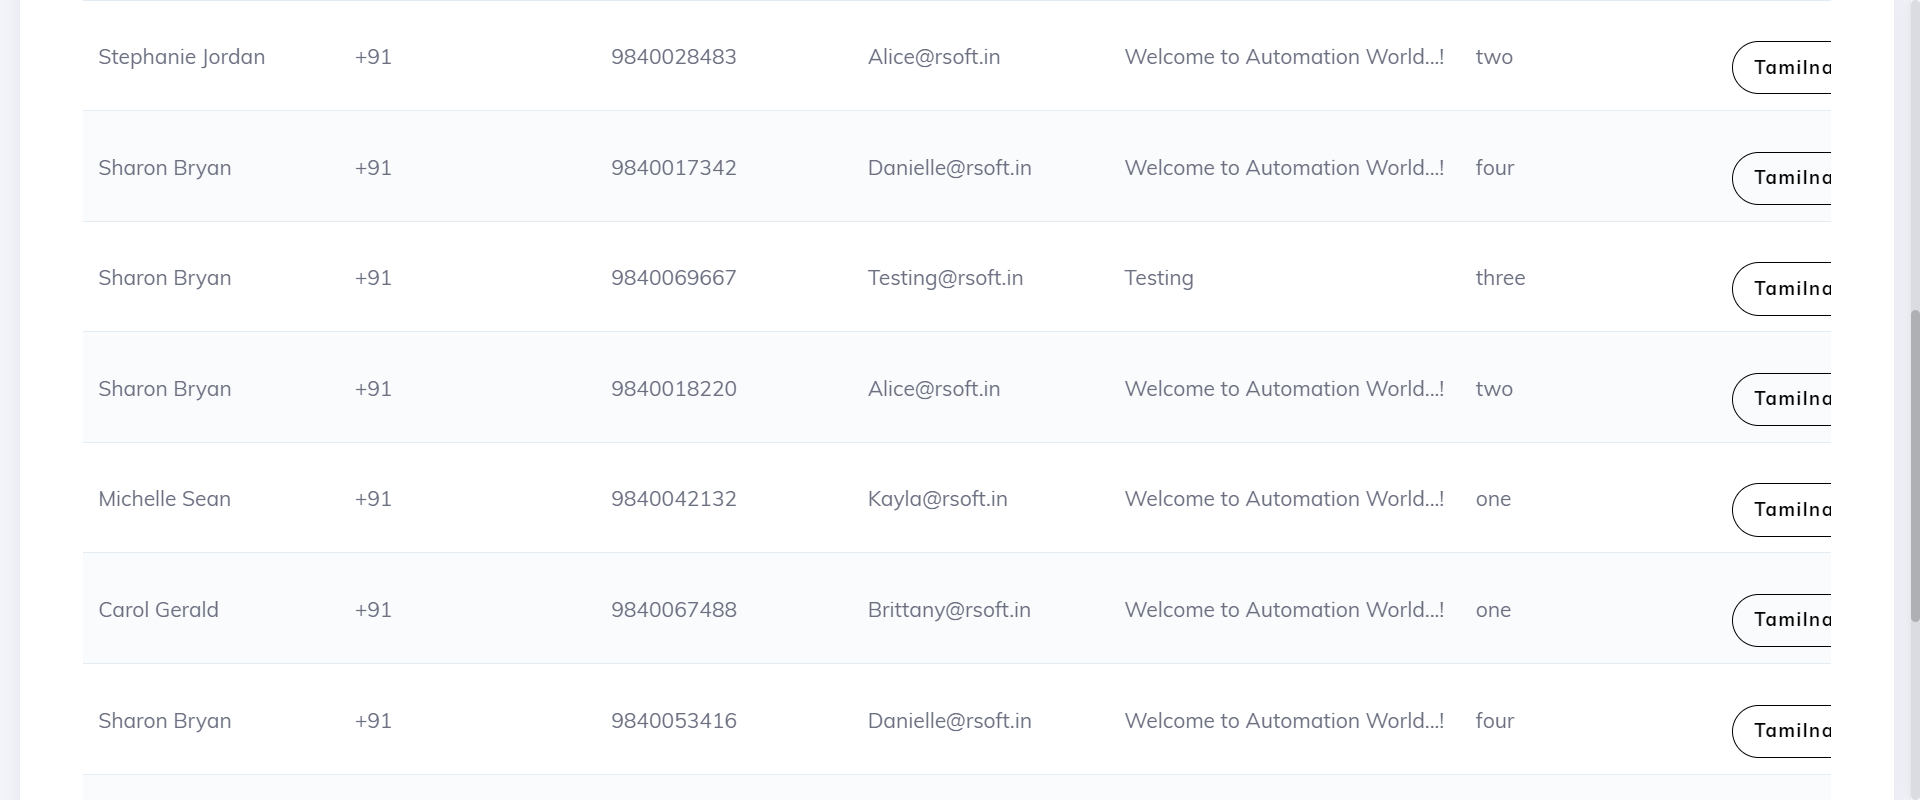 Stephanie Jordan +91 9840028483 Alice@rsoft.in Welcome to Automation World...! two Tamilna
Sharon Bryan +91 9840017342 Danielle@rsoft.in Welcome to Automation World...! four Tamilna
Sharon Bryan +91 9840069667 Testing@rsoft.in Testing three Tamilna
Sharon Bryan +91 9840018220 Alice@rsoft.in Welcome to Automation World...! two Tamilna
Michelle Sean +91 9840042132 Kayla@rsoft.in Welcome to Automation World...! one Tamilna
Carol Gerald +91 9840067488 Brittany@rsoft.in Welcome to Automation World...! one Tamilna
Sharon Bryan +91 9840053416 Danielle@rsoft.in Welcome to Automation World...! four Tamilna